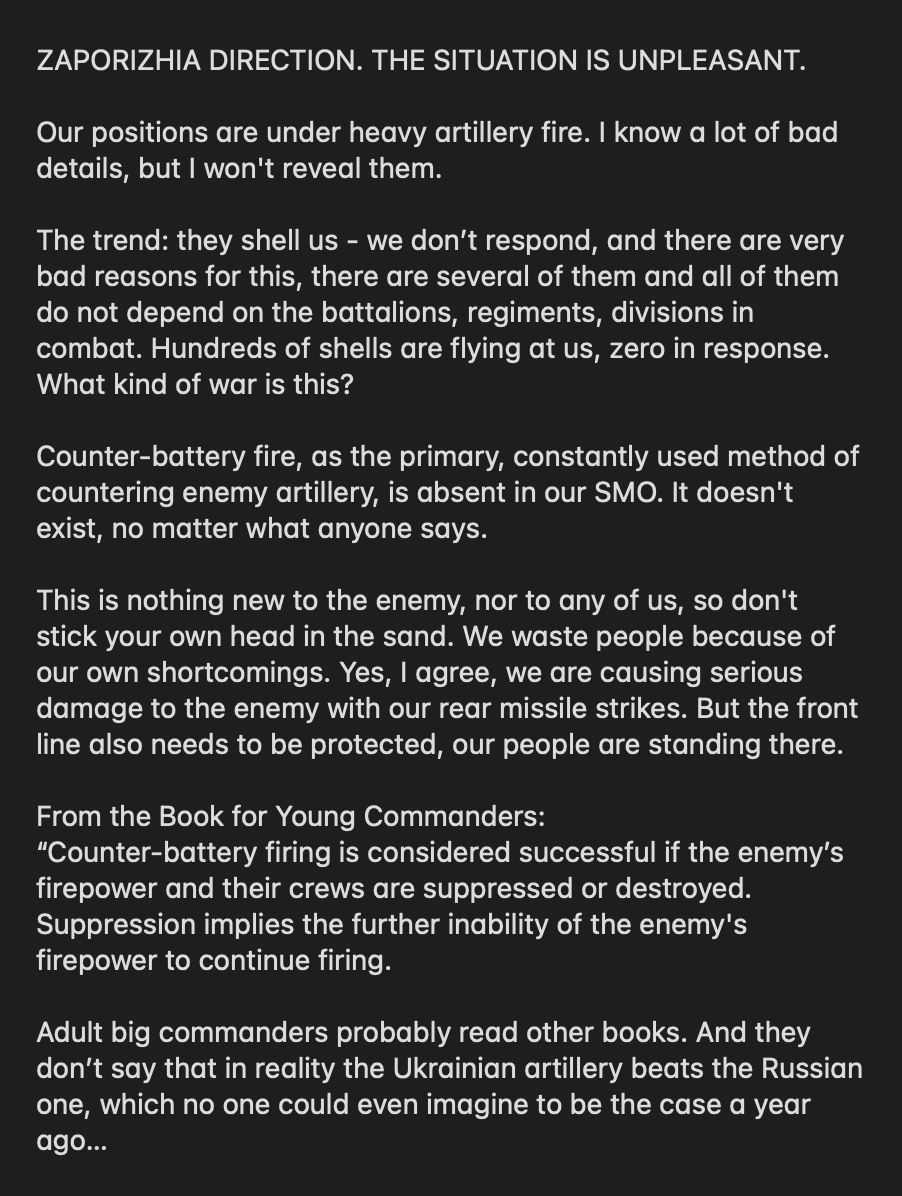 ZAPORIZHIA DIRECTION. THE SITUATION IS UNPLEASANT.
Our positions are under heavy artillery fire. I know a lot of bad
details, but I won't reveal them.
The trend: they shell us - we don’t respond, and there are very
bad reasons for this, there are several of them and all of them
do not depend on the battalions, regiments, divisions in
combat. Hundreds of shells are flying at us, zero in response.
What kind of war is this?
Counter-battery fire, as the primary, constantly used method of
countering enemy artillery, is absent in our SMO. It doesn't
exist, no matter what anyone says.
This is nothing new to the enemy, nor to any of us, so don't
stick your own head in the sand. We waste people because of
our own shortcomings. Yes, I agree, we are causing serious
damage to the enemy with our rear missile strikes. But the front
line also needs to be protected, our people are standing there.
From the Book for Young Commanders:
“Counter-battery firing is considered successful if the enemy’s
firepower and their crews are suppressed or destroyed.
Suppression implies the further inability of the enemy's
firepower to continue firing.
Adult big commanders probably read other books. And they
don’t say that in reality the Ukrainian artillery beats the Russian
one, which no one could even imagine to be the case a year
ago...